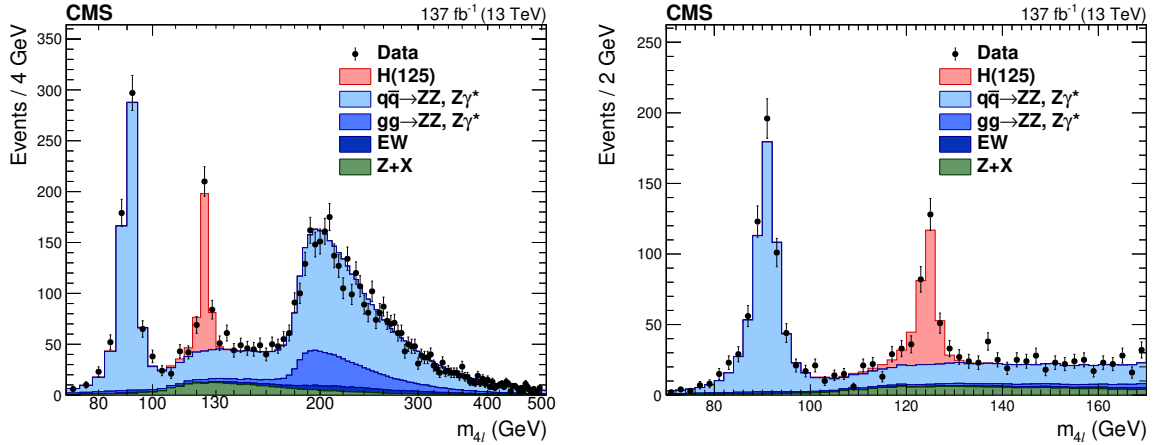 CMS 137 fb⁻¹ (13 TeV)
Events / 4 GeV
350
300
250
200
150
100
50
0
Data
H(125)
qq̅→ZZ, Zγ*
gg→ZZ, Zγ*
EW
Z+X
80 100 130 200 300 400 500
m4l (GeV)
CMS 137 fb⁻¹ (13 TeV)
Events / 2 GeV
250
200
150
100
50
0
Data
H(125)
qq̅→ZZ, Zγ*
gg→ZZ, Zγ*
EW
Z+X
80 100 120 140 160
m4l (GeV)